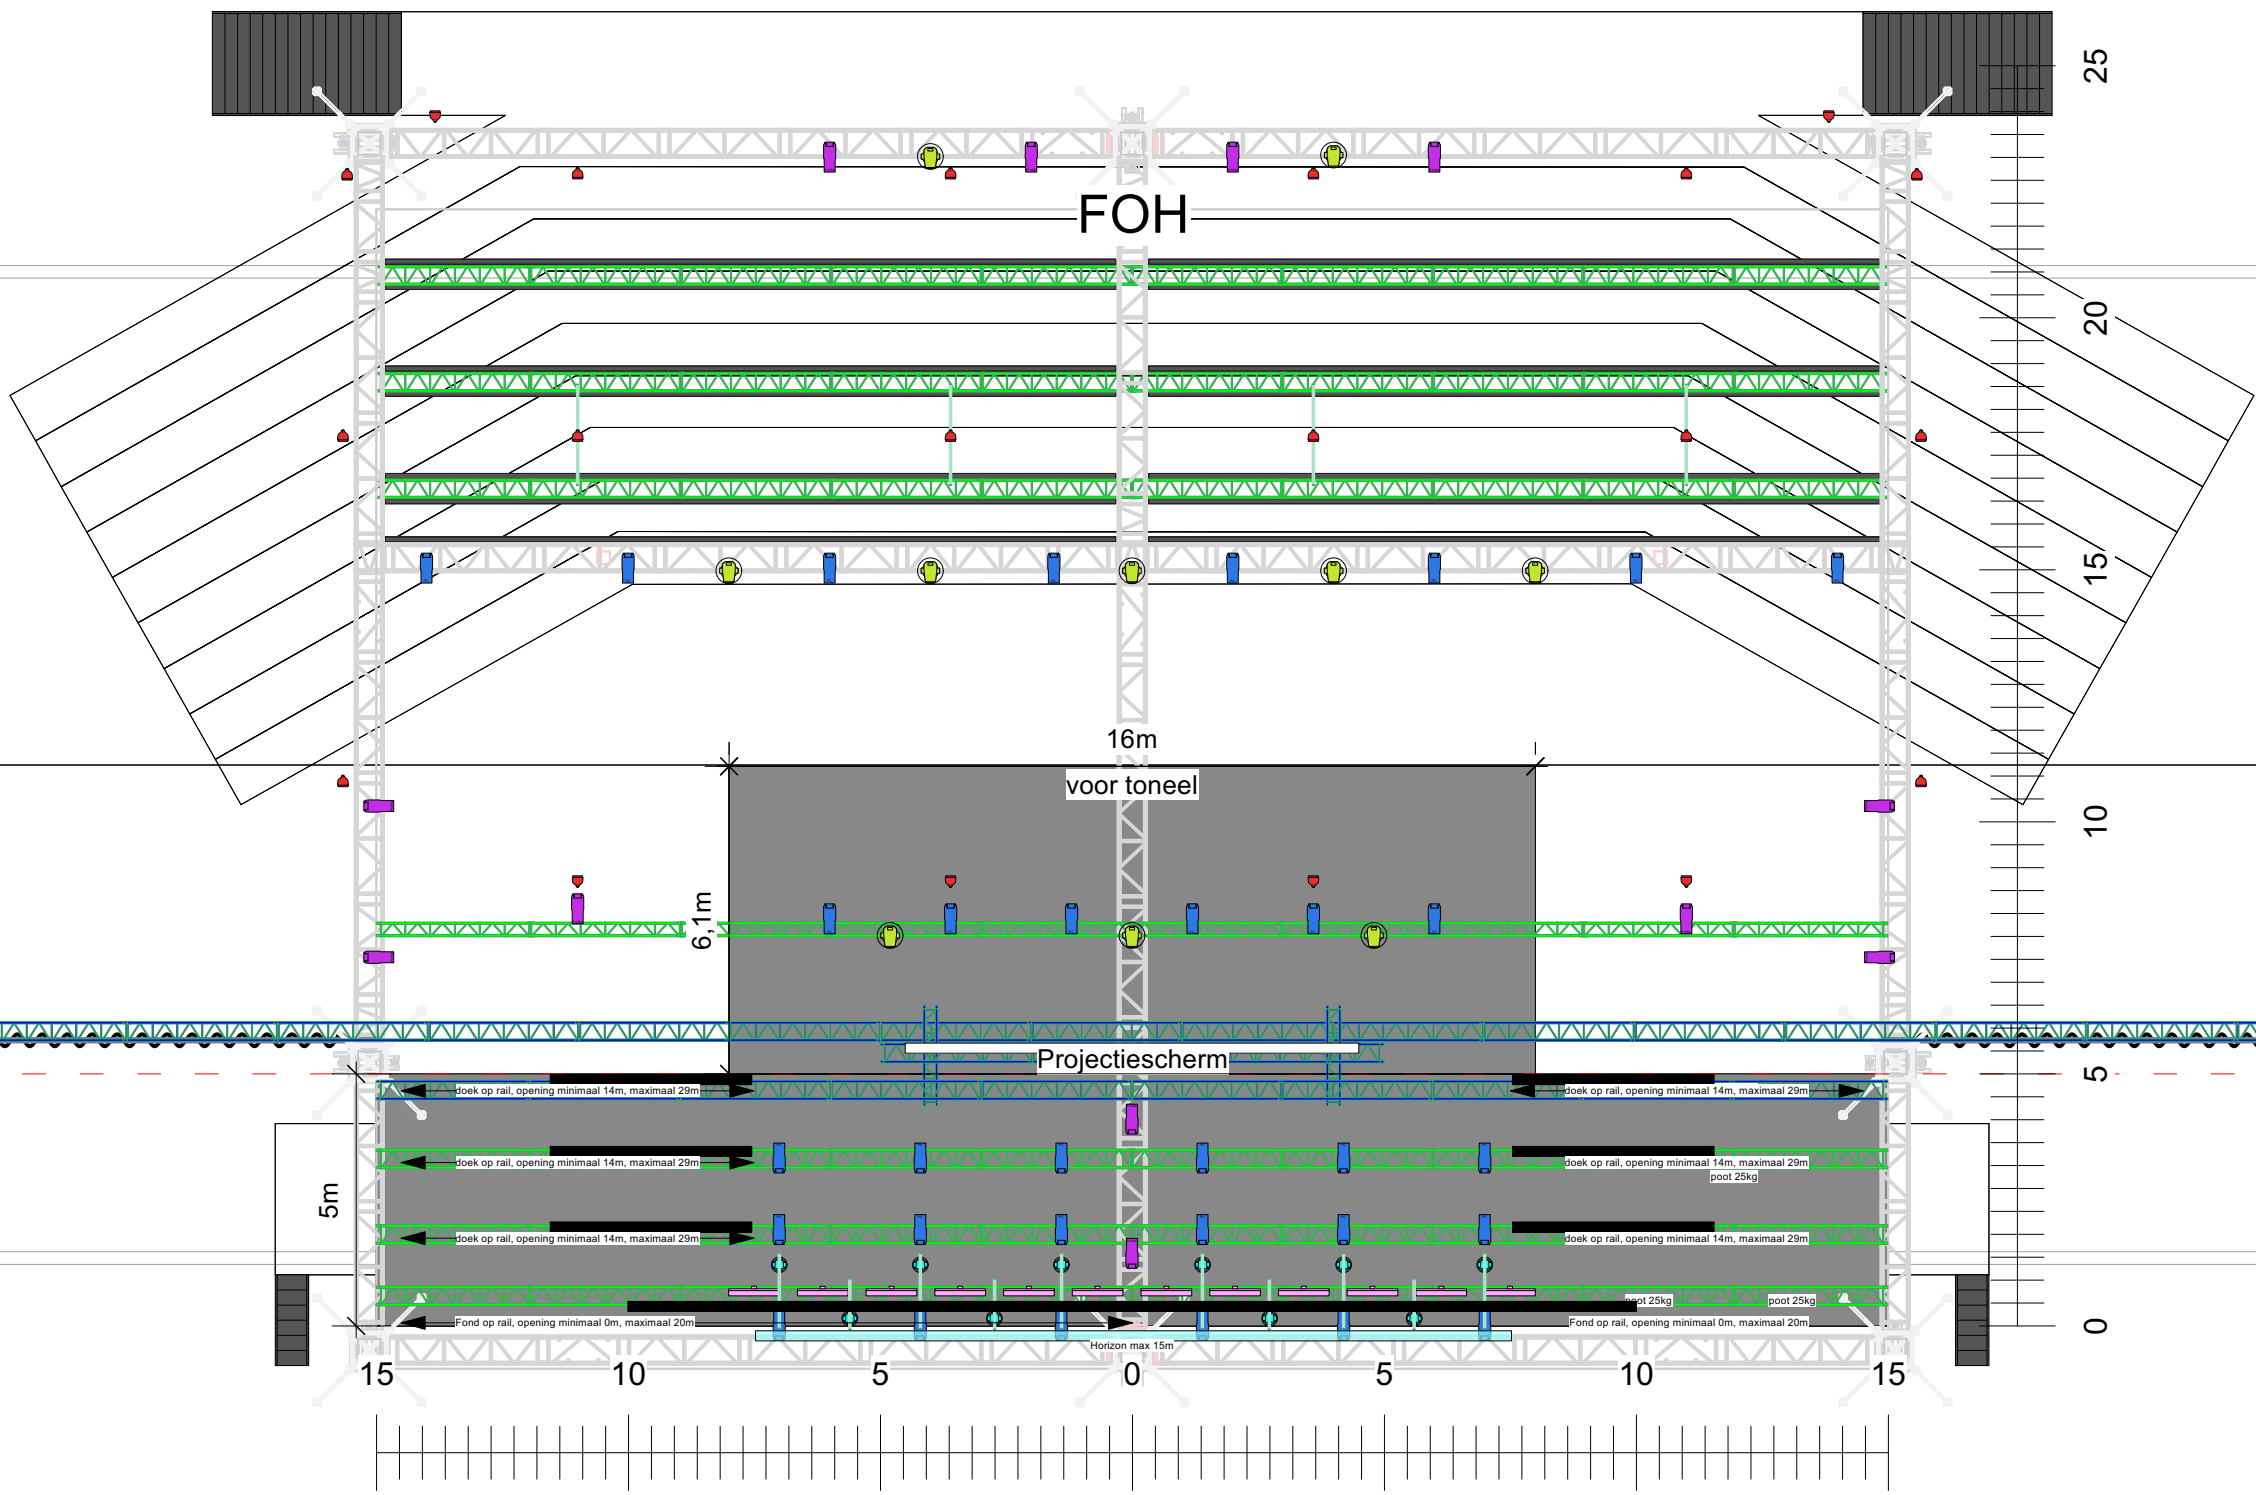 25
FOH
20
15
16m
voor toneel
10
6,1m
Projectiescherm
5
doek op rail, opening minimaal 14m, maximaal 29m
doek op rail, opening minimaal 14m, maximaal 29m
doek op rail, opening minimaal 14m, maximaal 29m
doek op rail, opening minimaal 14m, maximaal 29m
poot 25kg
5m
doek op rail, opening minimaal 14m, maximaal 29m
doek op rail, opening minimaal 14m, maximaal 29m
poot 25kg
poot 25kg
Fond op rail, opening minimaal 0m, maximaal 20m
Fond op rail, opening minimaal 0m, maximaal 20m
0
Horizon max 15m
15 10 5 0 5 10 15